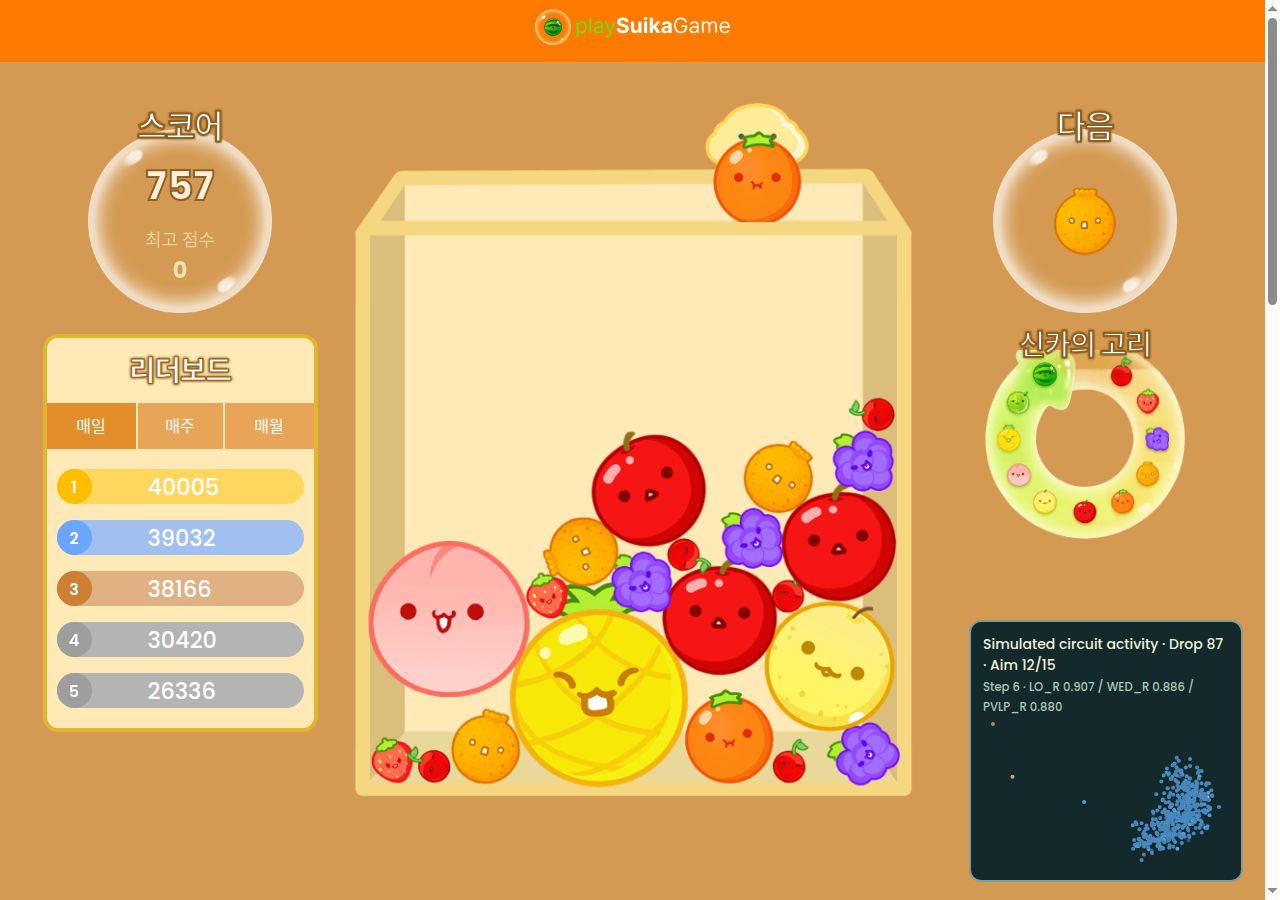 playSuikaGame
스코어
757
최고 점수
0
다음
신카의 고리
리더보드
매일
매주
매월
1 40005
2 39032
3 38166
4 30420
5 26336
Simulated circuit activity · Drop 87
· Aim 12/15
Step 6 · LO_R 0.907 / WED_R 0.886 /
PVLP_R 0.880